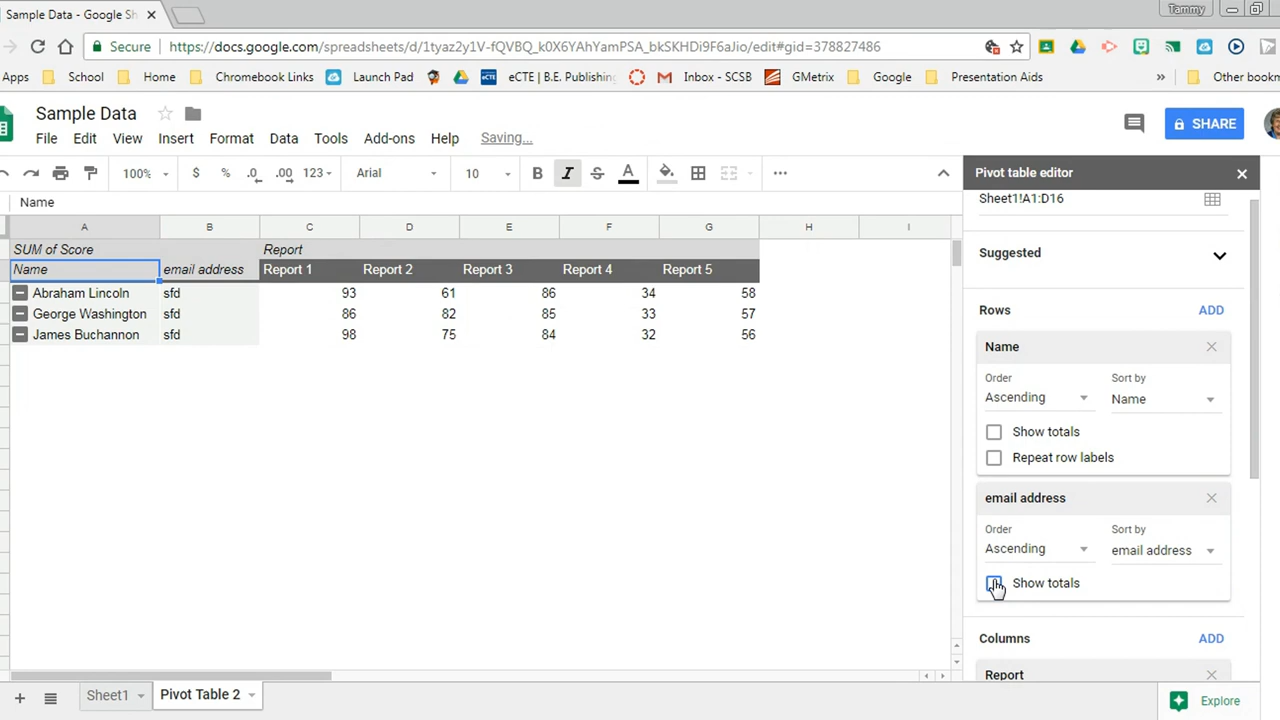 Sample Data - Google Sh
Tammy
Secure
https://docs.google.com/spreadsheets/d/1tyaz2y1V-fQVBQ_k0X6YAhYamPSA_bkSKHDi9F6aJio/edit#gid=378827486
Apps School Home Chromebook Links Launch Pad eCTE | B.E. Publishing Inbox - SCSB GMetrix Google Presentation Aids » Other bookm
Sample Data
SHARE
File Edit View Insert Format Data Tools Add-ons Help Saving...
100% $ % .0 .00 123 Arial 10 B I S A
Pivot table editor
Name
Sheet1!A1:D16
A B C D E F G H I
SUM of Score Report
Name email address Report 1 Report 2 Report 3 Report 4 Report 5
Abraham Lincoln sfd 93 61 86 34 58
George Washington sfd 86 82 85 33 57
James Buchannon sfd 98 75 84 32 56
Suggested
Rows ADD
Name
Order Sort by
Ascending Name
Show totals
Repeat row labels
email address
Order Sort by
Ascending email address
Show totals
Columns ADD
Report
Sheet1 Pivot Table 2
Explore